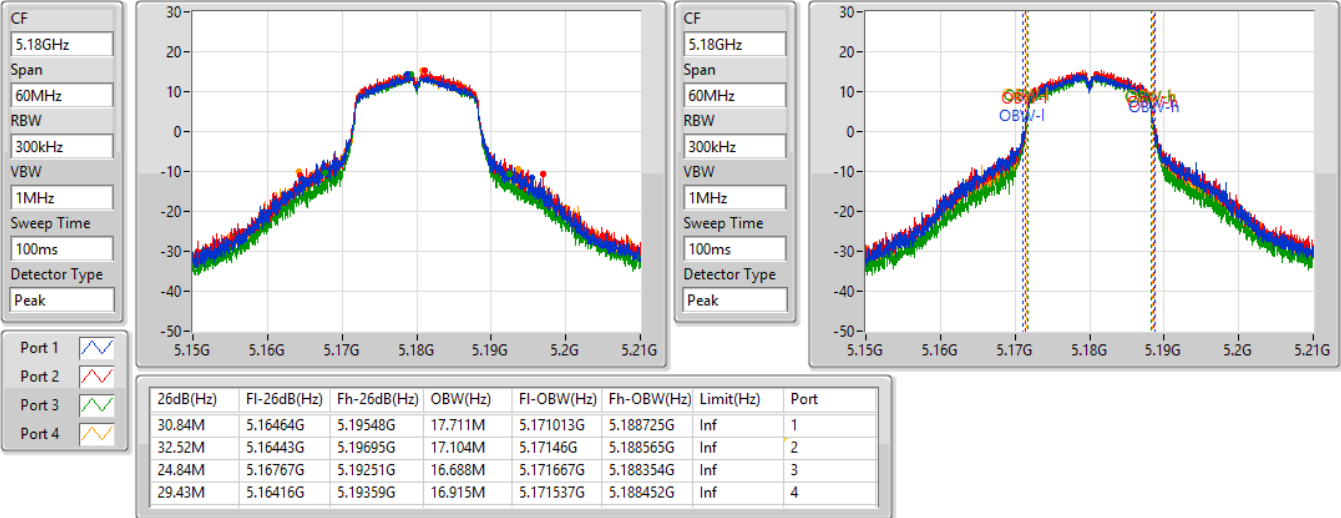 CF
5.18GHz
Span
60MHz
RBW
300kHz
VBW
1MHz
Sweep Time
100ms
Detector Type
Peak
30
20
10
0
-10
-20
-30
-40
-50
5.15G 5.16G 5.17G 5.18G 5.19G 5.2G 5.21G
CF
5.18GHz
Span
60MHz
RBW
300kHz
VBW
1MHz
Sweep Time
100ms
Detector Type
Peak
30
20
10
0
-10
-20
-30
-40
-50
OBW-l
OBW-h
5.15G 5.16G 5.17G 5.18G 5.19G 5.2G 5.21G
Port 1
Port 2
Port 3
Port 4
26dB(Hz) Fl-26dB(Hz) Fh-26dB(Hz) OBW(Hz) Fl-OBW(Hz) Fh-OBW(Hz) Limit(Hz) Port
30.84M 5.16464G 5.19548G 17.711M 5.171013G 5.188725G Inf 1
32.52M 5.16443G 5.19695G 17.104M 5.17146G 5.188565G Inf 2
24.84M 5.16767G 5.19251G 16.688M 5.171667G 5.188354G Inf 3
29.43M 5.16416G 5.19359G 16.915M 5.171537G 5.188452G Inf 4